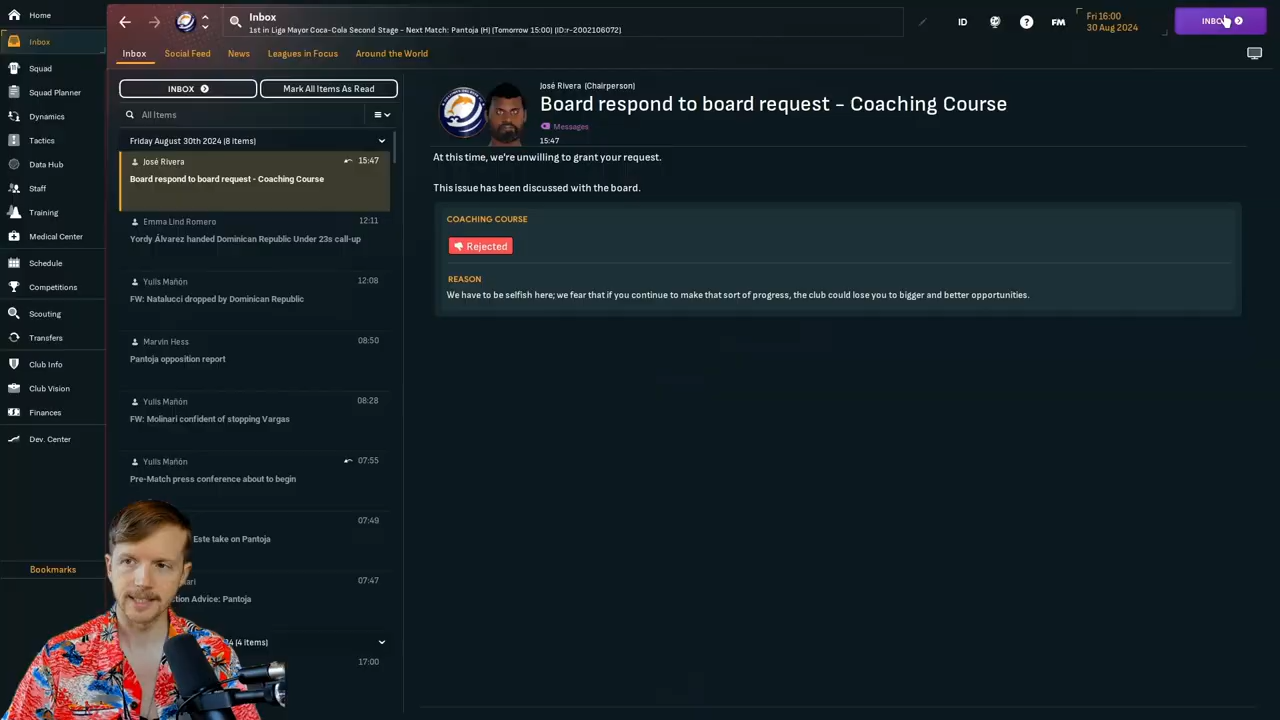 Home
Inbox
Squad
Squad Planner
Dynamics
Tactics
Data Hub
Staff
Training
Medical Center
Schedule
Competitions
Scouting
Transfers
Club Info
Club Vision
Finances
Dev. Center
Bookmarks
Inbox
1st in Liga Mayor Coca-Cola Second Stage - Next Match: Pantoja (H) [Tomorrow 15:00] (ID:r-2002106072)
ID
FM
Fri 16:00
30 Aug 2024
Inbox
Social Feed
News
Leagues in Focus
Around the World
INBOX
Mark All Items As Read
All Items
Friday August 30th 2024 (8 items)
José Rivera
15:47
Board respond to board request - Coaching Course
Emma Lind Romero
12:11
Yordy Álvarez handed Dominican Republic Under 23s call-up
Yulis Mañón
12:08
FW: Natalucci dropped by Dominican Republic
Marvin Hess
08:50
Pantoja opposition report
Yulis Mañón
08:28
FW: Molinari confident of stopping Vargas
Yulis Mañón
07:55
Pre-Match press conference about to begin
07:49
Este take on Pantoja
07:47
Advice: Pantoja
(4 items)
17:00
José Rivera (Chairperson)
Board respond to board request - Coaching Course
Messages
15:47
At this time, we're unwilling to grant your request.
This issue has been discussed with the board.
COACHING COURSE
Rejected
REASON
We have to be selfish here; we fear that if you continue to make that sort of progress, the club could lose you to bigger and better opportunities.